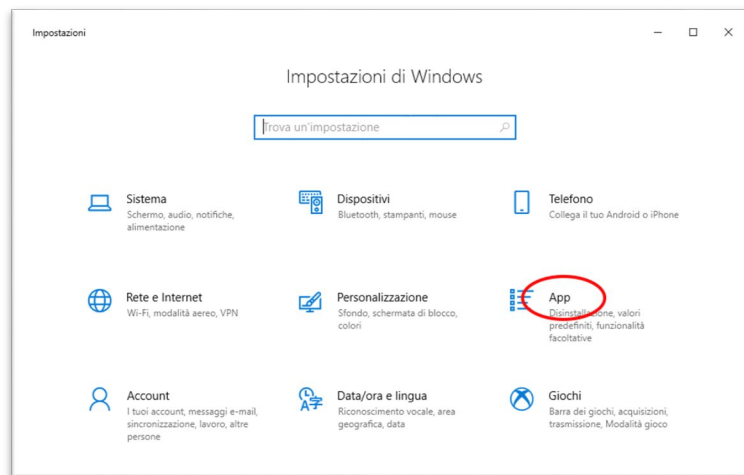 Impostazioni
Impostazioni di Windows
Trova un'impostazione
Sistema
Schermo, audio, notifiche,
alimentazione
Dispositivi
Bluetooth, stampanti, mouse
Telefono
Collega il tuo Android o iPhone
Rete e Internet
Wi-Fi, modalità aereo, VPN
Personalizzazione
Sfondo, schermata di blocco,
colori
App
Disinstallazione, valori
predefiniti, funzionalità
facoltative
Account
I tuoi account, messaggi e-mail,
sincronizzazione, lavoro, altre
persone
Data/ora e lingua
Riconoscimento vocale, area
geografica, data
Giochi
Barra dei giochi, acquisizioni,
trasmissione, Modalità gioco